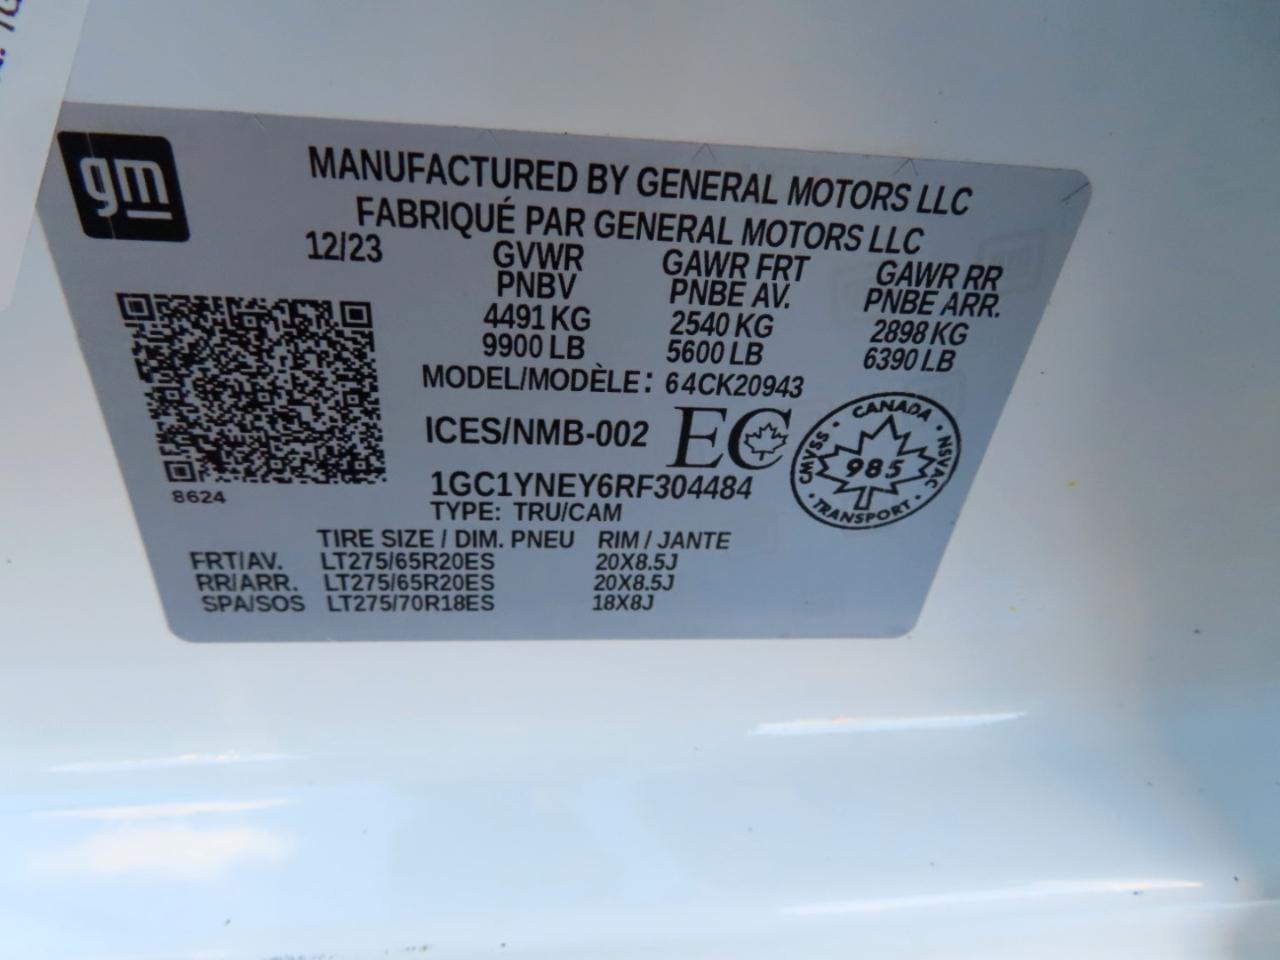 gm
MANUFACTURED BY GENERAL MOTORS LLC
FABRIQUÉ PAR GENERAL MOTORS LLC
12/23 GVWR GAWR FRT GAWR RR
PNBV PNBE AV. PNBE ARR.
4491 KG 2540 KG 2898 KG
9900 LB 5600 LB 6390 LB
MODEL/MODÈLE: 64CK20943
ICES/NMB-002 EC
CANADA
CMVSS 985 NSVAC
TRANSPORT
8624
1GC1YNEY6RF304484
TYPE: TRU/CAM
TIRE SIZE / DIM. PNEU RIM / JANTE
FRT/AV. LT275/65R20ES 20X8.5J
RR/ARR. LT275/65R20ES 20X8.5J
SPA/SOS LT275/70R18ES 18X8J